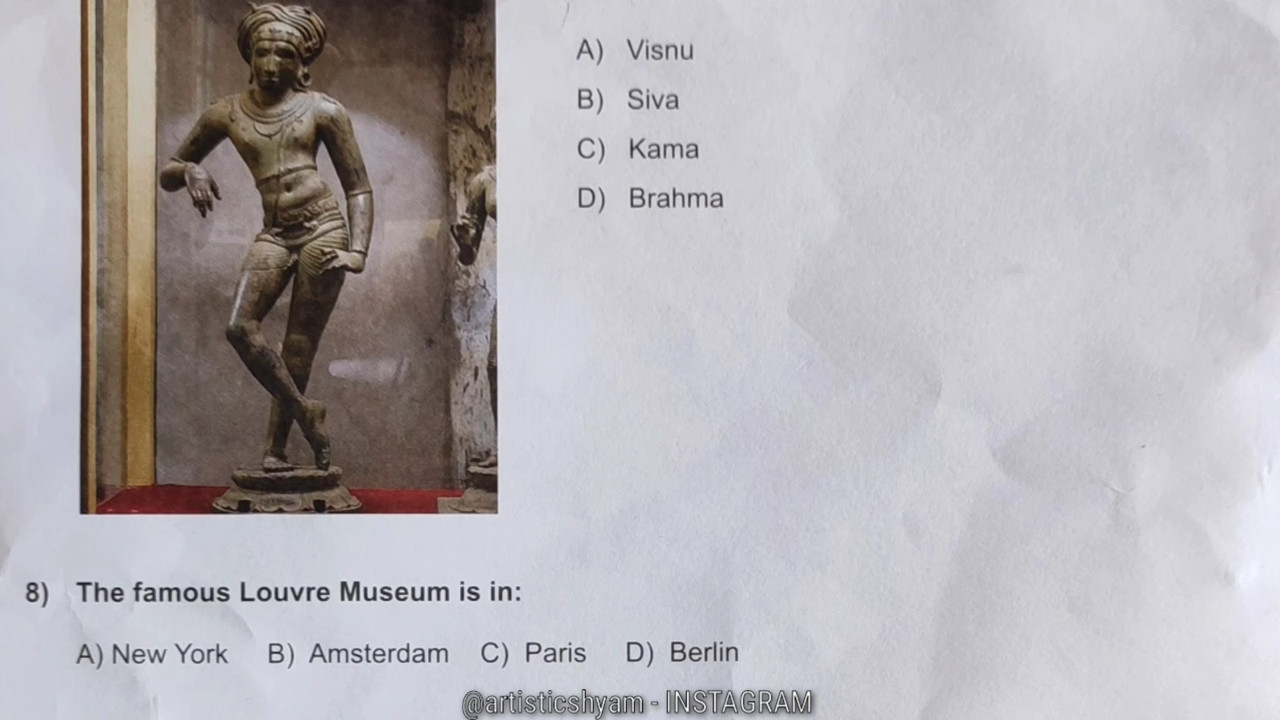 A) Visnu
B) Siva
C) Kama
D) Brahma
8) The famous Louvre Museum is in:
A) New York B) Amsterdam C) Paris D) Berlin
@artisticshyam - INSTAGRAM